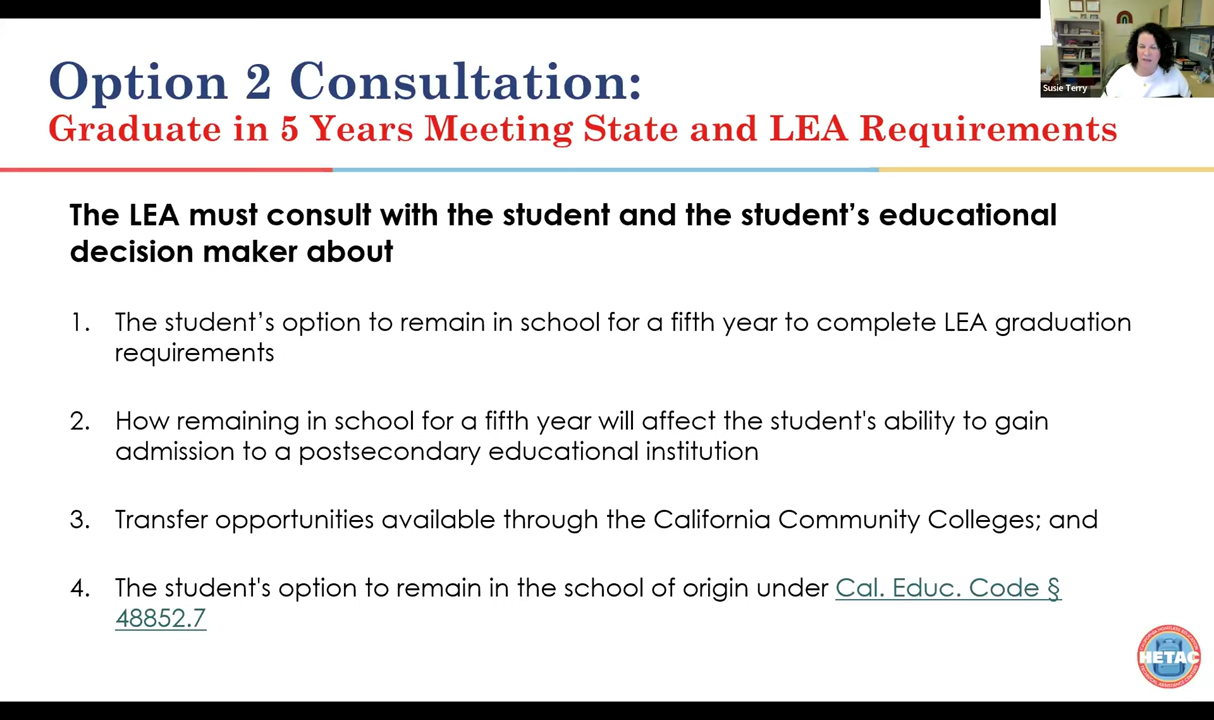 Option 2 Consultation:
Graduate in 5 Years Meeting State and LEA Requirements
Susie Terry
The LEA must consult with the student and the student’s educational
decision maker about
1. The student’s option to remain in school for a fifth year to complete LEA graduation
requirements
2. How remaining in school for a fifth year will affect the student's ability to gain
admission to a postsecondary educational institution
3. Transfer opportunities available through the California Community Colleges; and
4. The student's option to remain in the school of origin under Cal. Educ. Code §
48852.7
HETAC